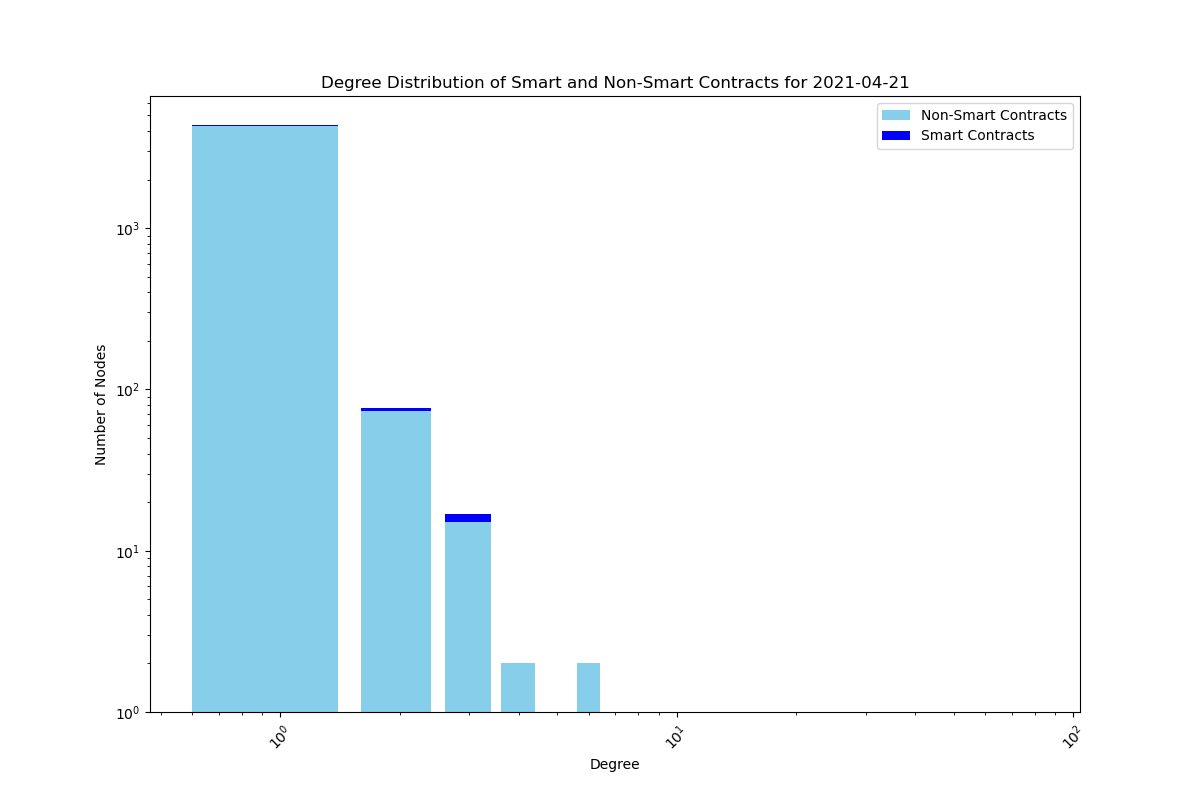 Degree Distribution of Smart and Non-Smart Contracts for 2021-04-21
Non-Smart Contracts
Smart Contracts
Number of Nodes
10³
10²
10¹
10⁰
10⁰
10¹
10²
Degree